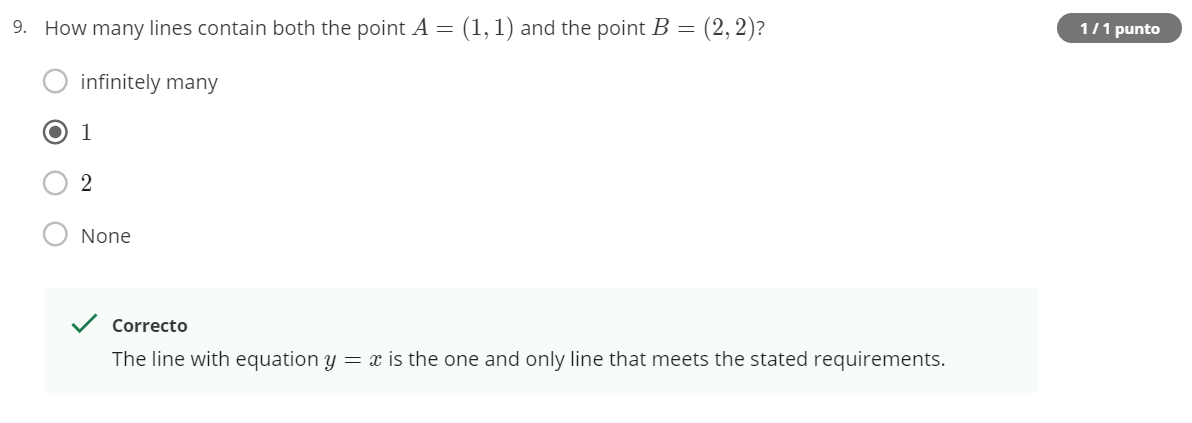 9. How many lines contain both the point A = (1, 1) and the point B = (2, 2)?
1 / 1 punto
infinitely many
1
2
None
Correcto
The line with equation y = x is the one and only line that meets the stated requirements.